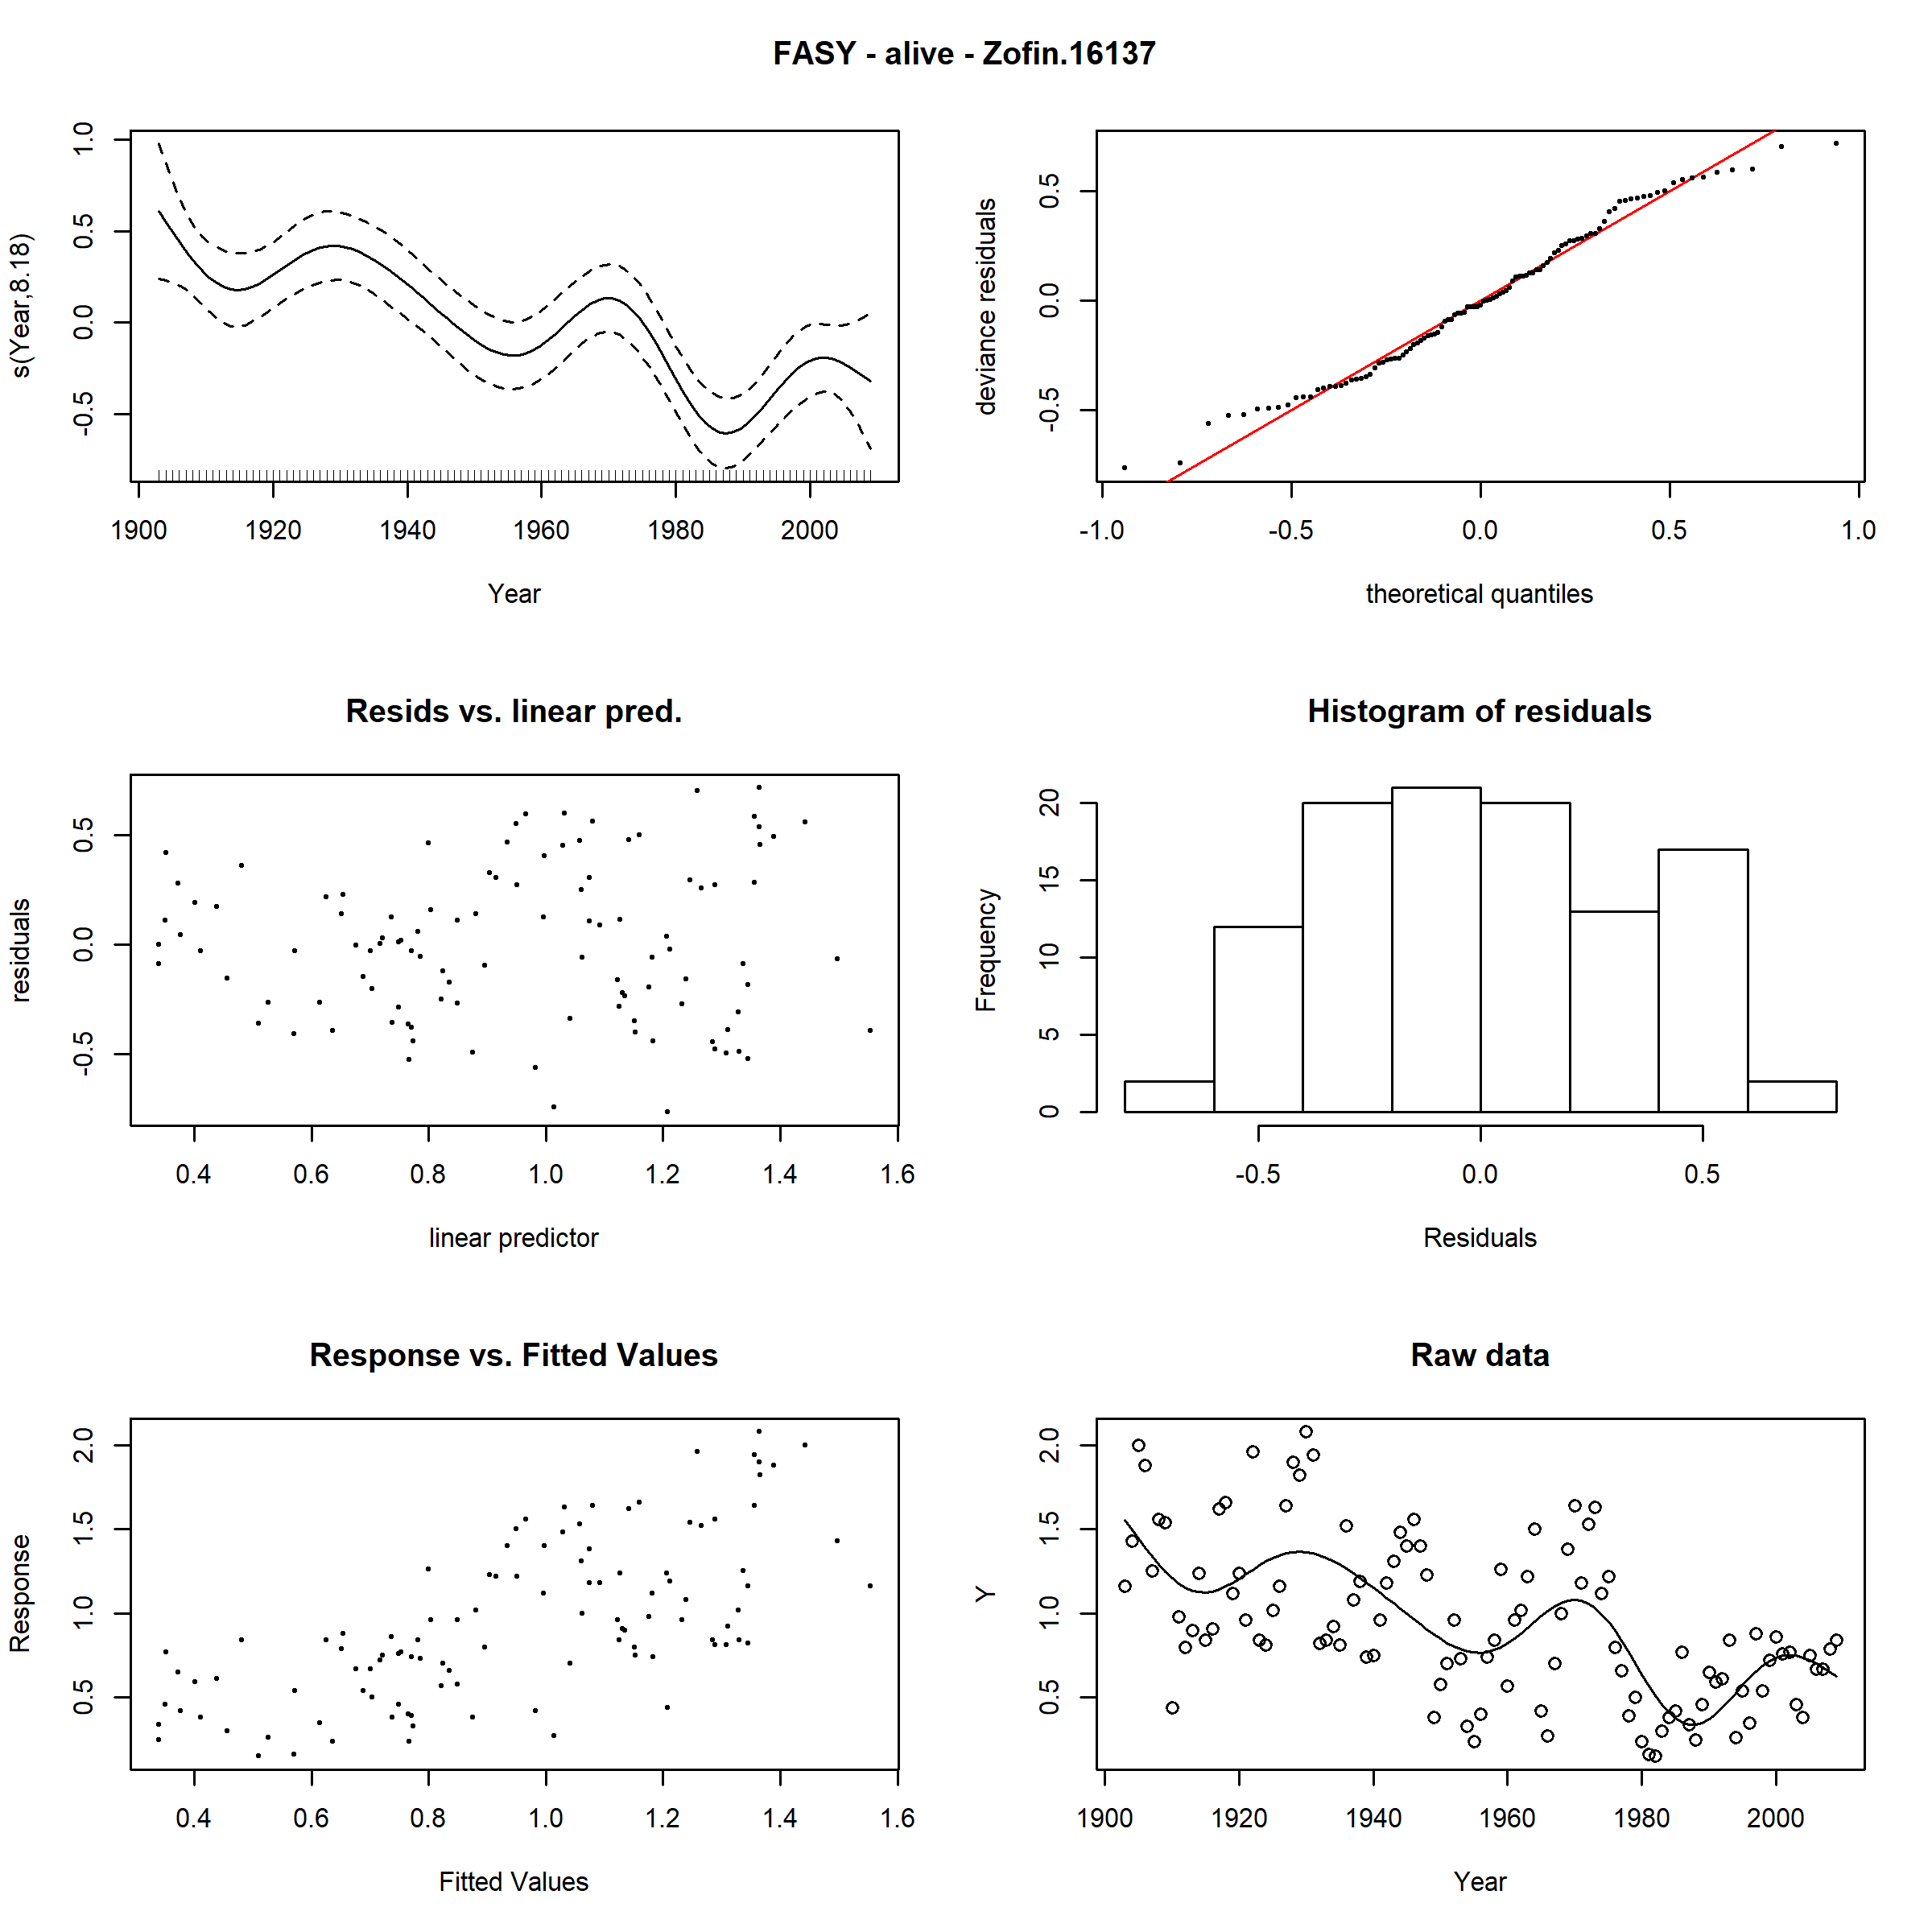 FASY - alive - Zofin.16137
s(Year,8.18)
1.0
0.5
0.0
-0.5
1900 1920 1940 1960 1980 2000
Year
deviance residuals
0.5
0.0
-0.5
-1.0 -0.5 0.0 0.5 1.0
theoretical quantiles
Resids vs. linear pred.
residuals
0.5
0.0
-0.5
0.4 0.6 0.8 1.0 1.2 1.4 1.6
linear predictor
Histogram of residuals
Frequency
20
15
10
5
0
-0.5 0.0 0.5
Residuals
Response vs. Fitted Values
Response
2.0
1.5
1.0
0.5
0.4 0.6 0.8 1.0 1.2 1.4 1.6
Fitted Values
Raw data
Y
2.0
1.5
1.0
0.5
1900 1920 1940 1960 1980 2000
Year